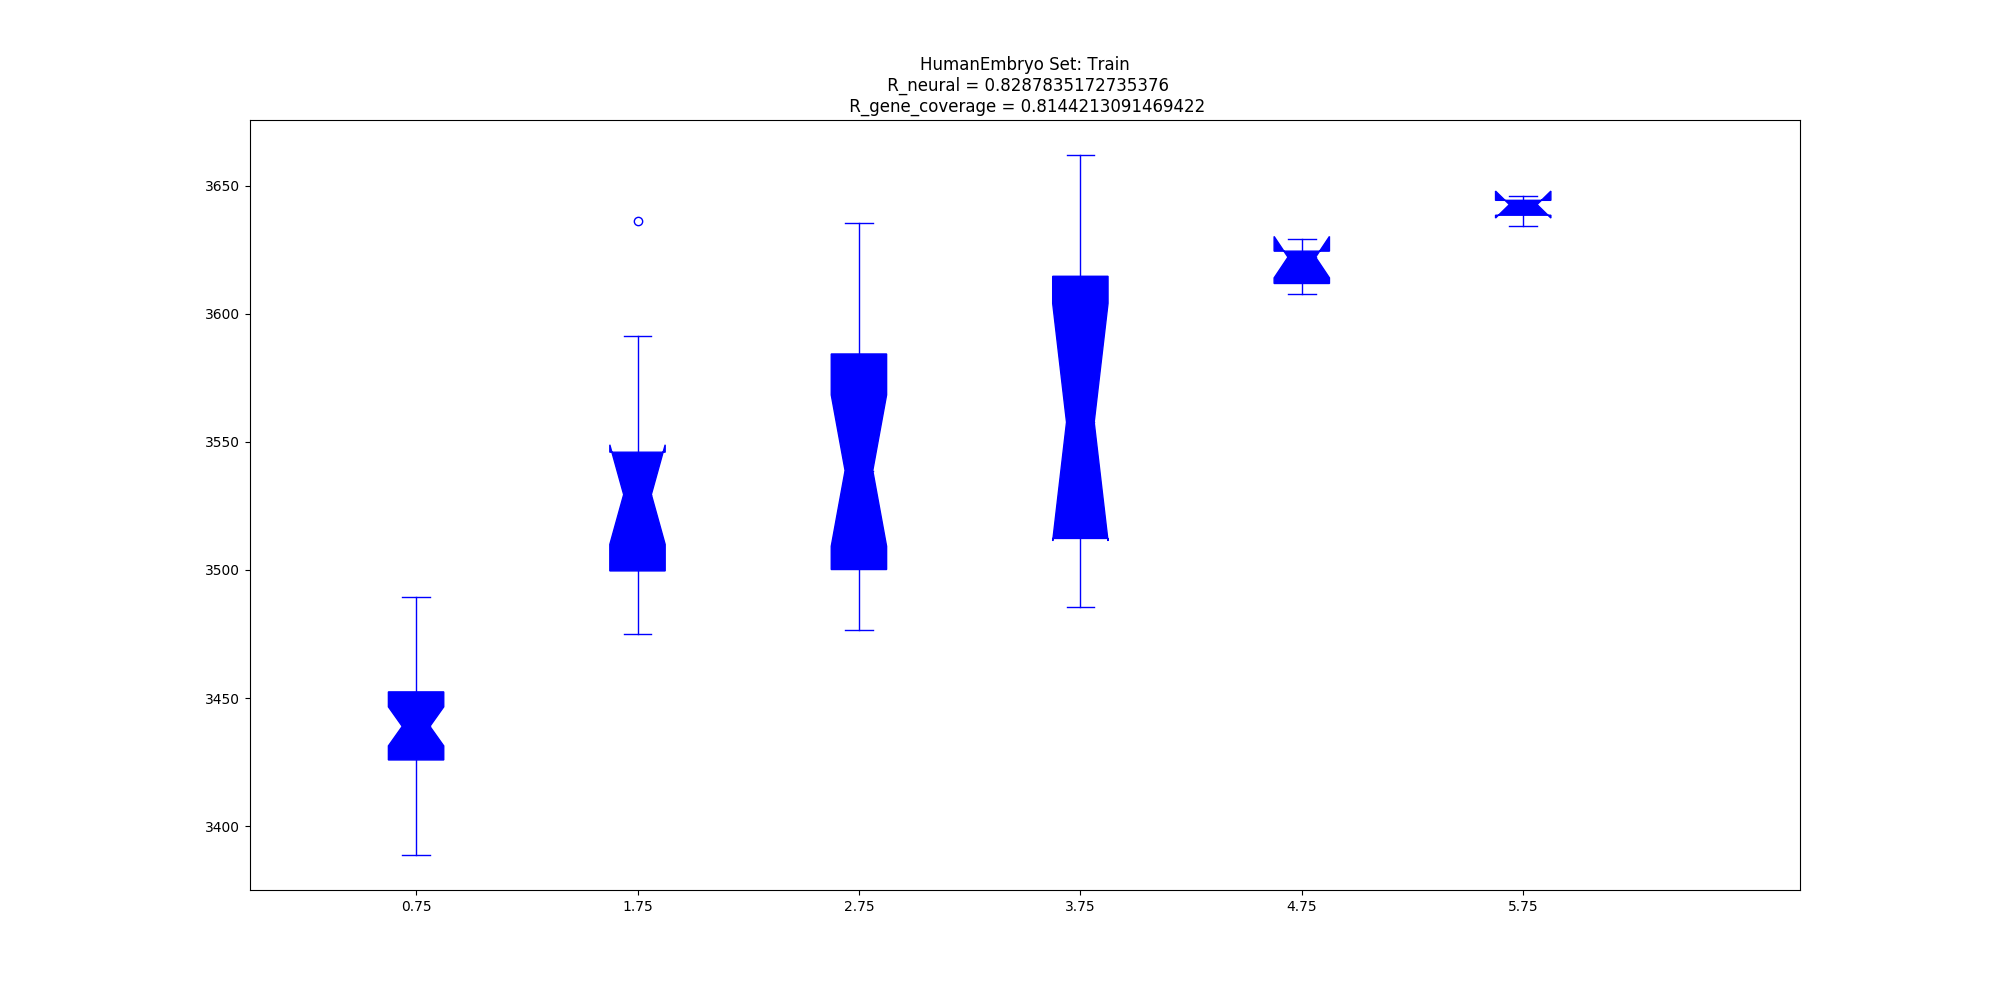 HumanEmbryo Set: Train
R_neural = 0.8287835172735376
R_gene_coverage = 0.8144213091469422
3650
3600
3550
3500
3450
3400
0.75 1.75 2.75 3.75 4.75 5.75